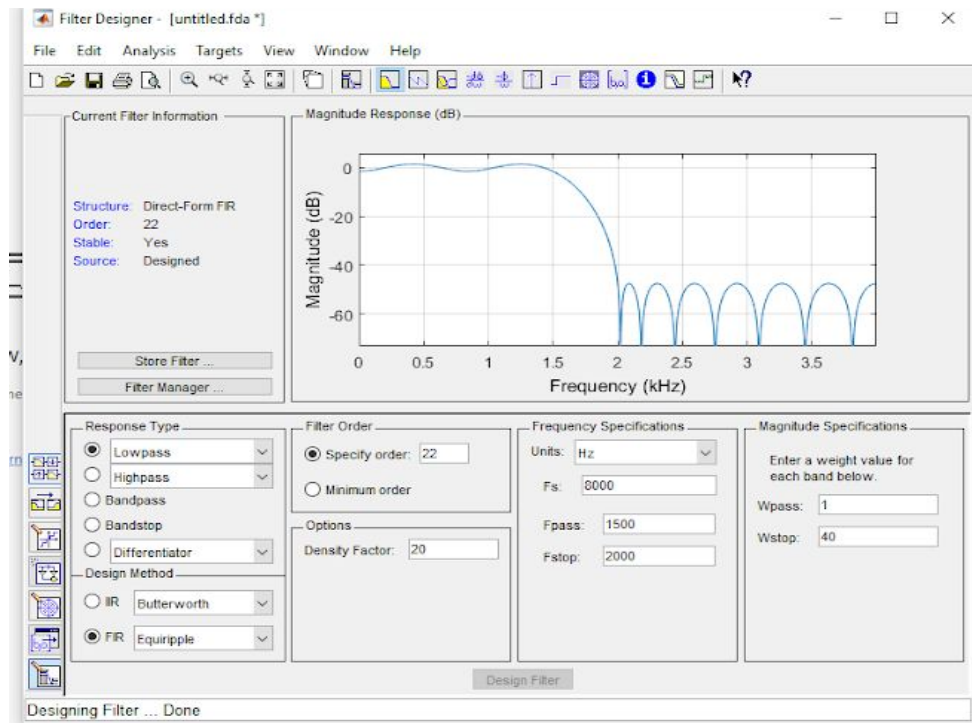 Filter Designer - [untitled.fda *]
File Edit Analysis Targets View Window Help
Current Filter Information
Structure: Direct-Form FIR
Order: 22
Stable: Yes
Source: Designed
Store Filter ...
Filter Manager ...
Magnitude Response (dB)
Magnitude (dB)
0
-20
-40
-60
0 0.5 1 1.5 2 2.5 3 3.5
Frequency (kHz)
Response Type
Lowpass
Highpass
Bandpass
Bandstop
Differentiator
Design Method
IIR Butterworth
FIR Equiripple
Filter Order
Specify order: 22
Minimum order
Options
Density Factor: 20
Frequency Specifications
Units: Hz
Fs: 8000
Fpass: 1500
Fstop: 2000
Magnitude Specifications
Enter a weight value for
each band below.
Wpass: 1
Wstop: 40
Design Filter
Designing Filter ... Done